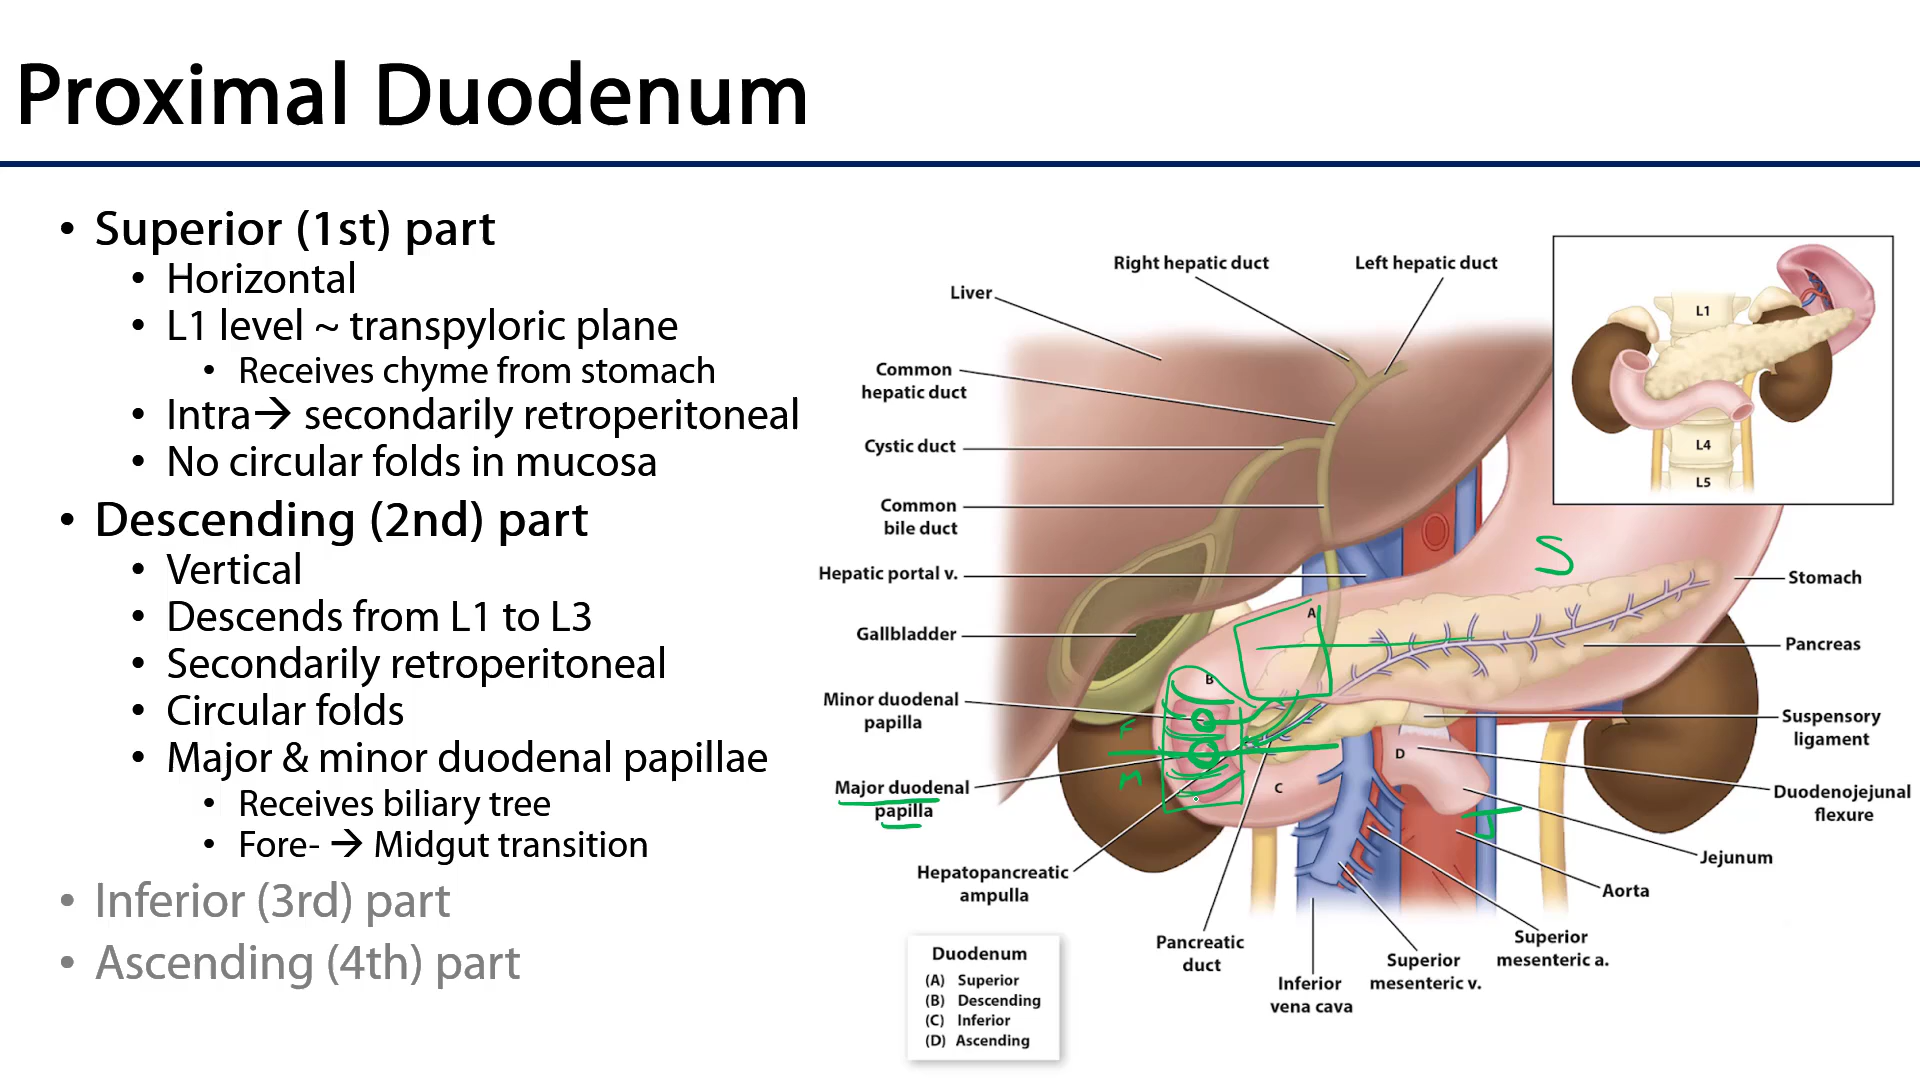 Proximal Duodenum
• Superior (1st) part
• Horizontal
• L1 level ~ transpyloric plane
• Receives chyme from stomach
• Intra→ secondarily retroperitoneal
• No circular folds in mucosa
• Descending (2nd) part
• Vertical
• Descends from L1 to L3
• Secondarily retroperitoneal
• Circular folds
• Major & minor duodenal papillae
• Receives biliary tree
• Fore- → Midgut transition
• Inferior (3rd) part
• Ascending (4th) part
Right hepatic duct
Left hepatic duct
Liver
Common
hepatic duct
Cystic duct
Common
bile duct
Hepatic portal v.
Gallbladder
Minor duodenal
papilla
Major duodenal
papilla
Hepatopancreatic
ampulla
Pancreatic
duct
Inferior
vena cava
Superior
mesenteric v.
Superior
mesenteric a.
Aorta
Jejunum
Duodenojejunal
flexure
Suspensory
ligament
Pancreas
Stomach
L1
L4
L5
S
A
B
C
D
F
M
J
Duodenum
(A) Superior
(B) Descending
(C) Inferior
(D) Ascending